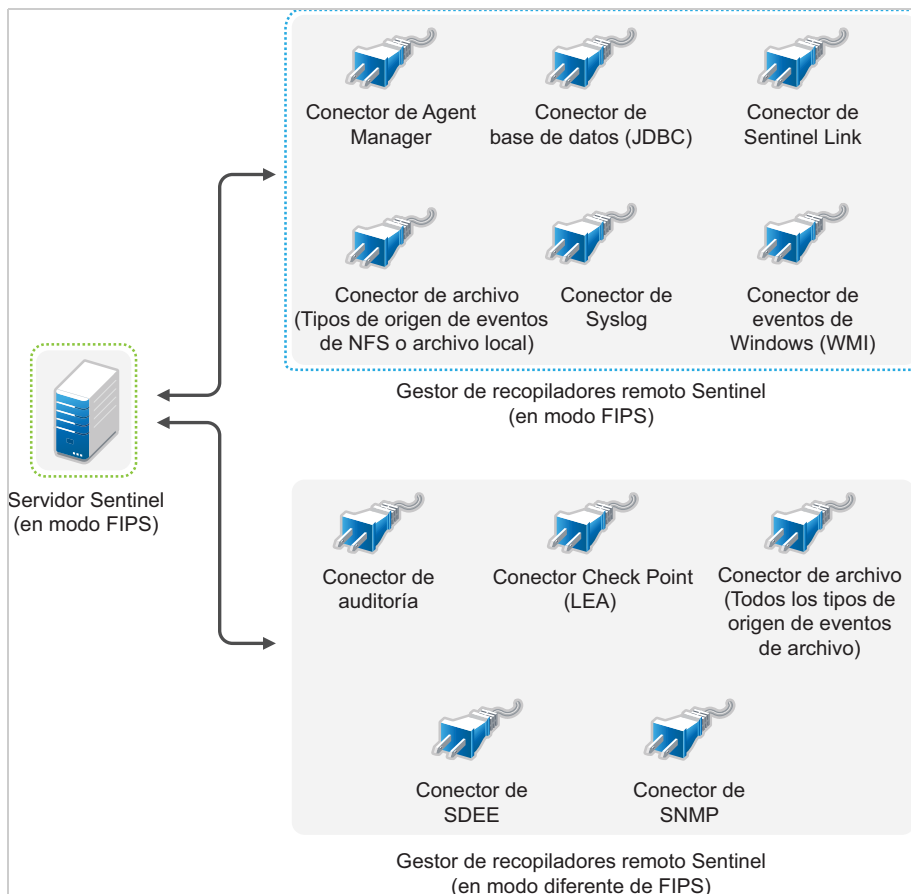 Conector de Agent
Manager
Conector de
base de datos (JDBC)
Conector de
Sentinel Link
Conector de archivo
(Tipos de origen de eventos
de NFS o archivo local)
Conector de
Syslog
Conector de
eventos de
Windows (WMI)
Gestor de recopiladores remoto Sentinel
(en modo FIPS)
Servidor Sentinel
(en modo FIPS)
Conector de
auditoría
Conector Check Point
(LEA)
Conector de archivo
(Todos los tipos de
origen de eventos
de archivo)
Conector de
SDEE
Conector de
SNMP
Gestor de recopiladores remoto Sentinel
(en modo diferente de FIPS)